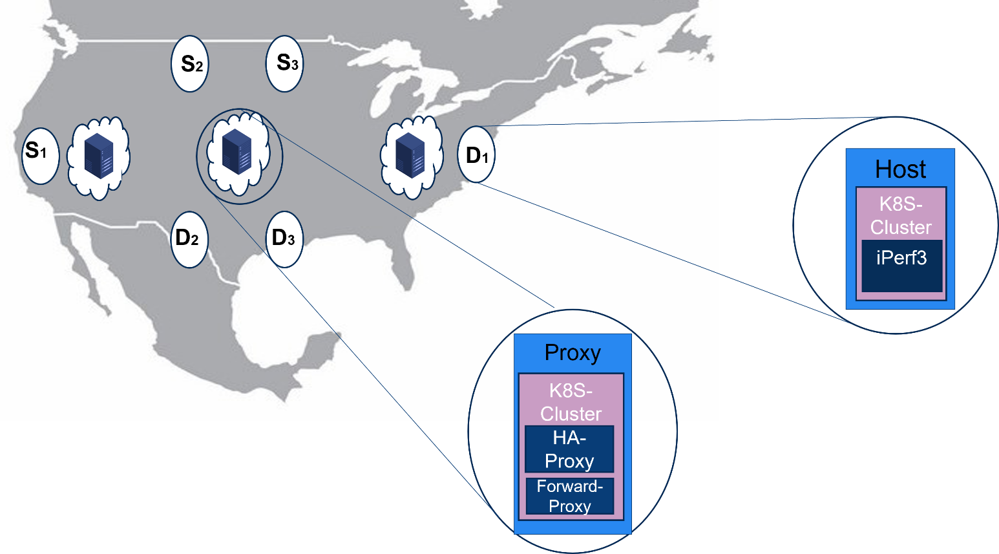 S2
S3
S1
D1
D2
D3
Host
K8S-
Cluster
iPerf3
Proxy
K8S-
Cluster
HA-
Proxy
Forward-
Proxy